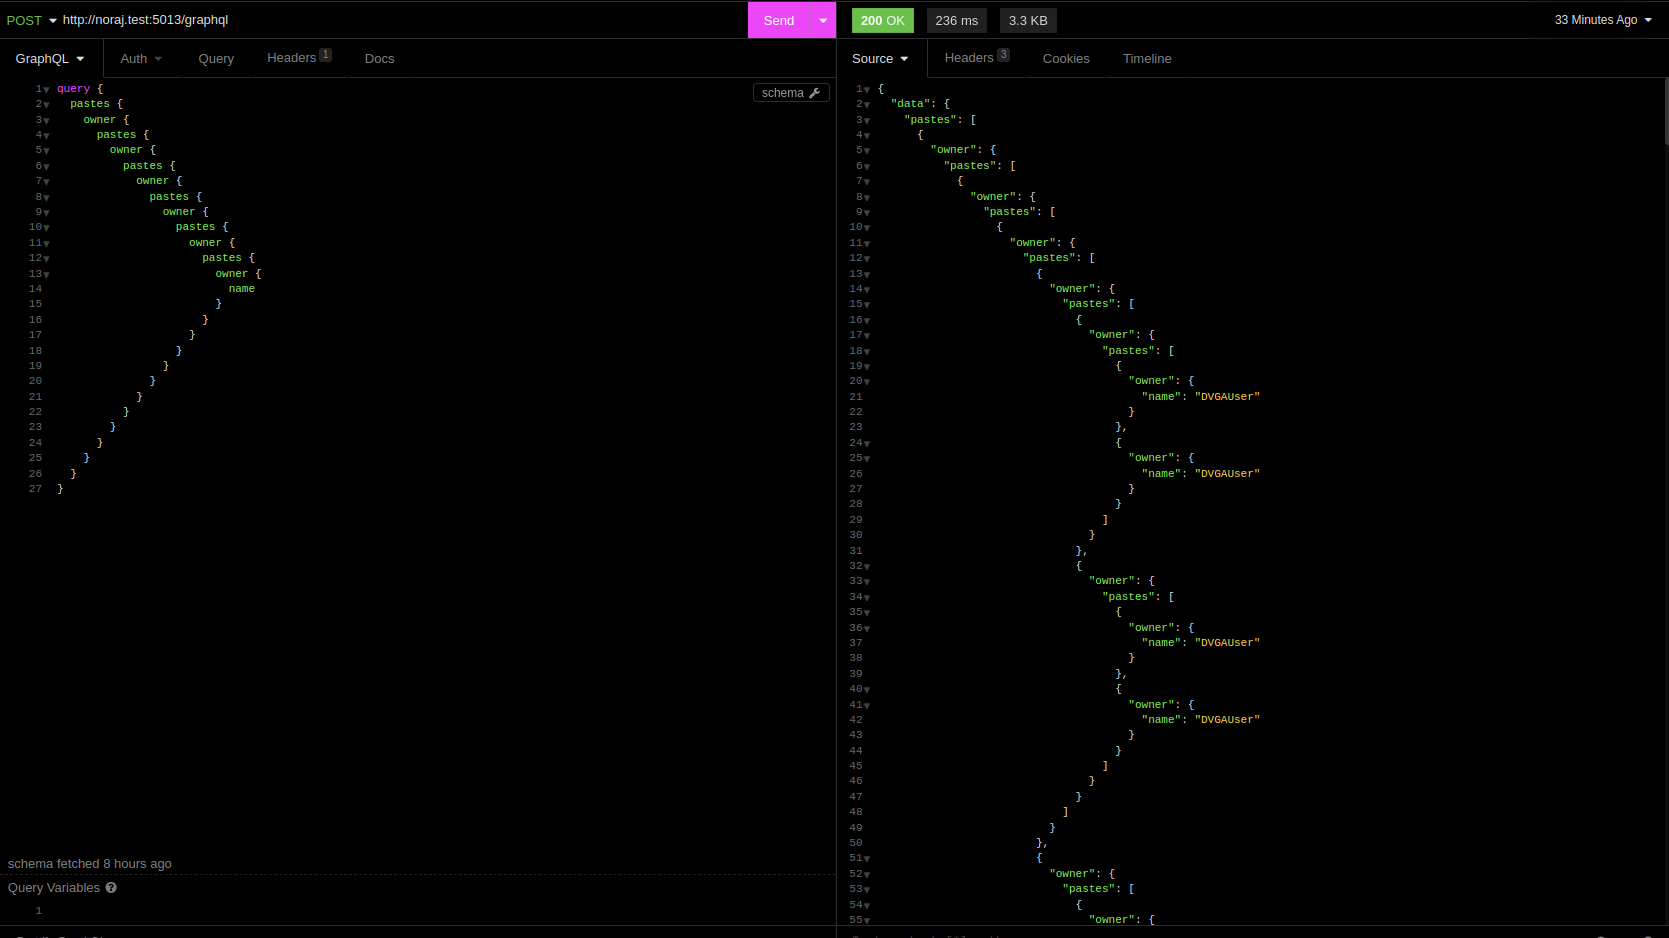 POST http://noraj.test:5013/graphql Send 200 OK 236 ms 3.3 KB 33 Minutes Ago
GraphQL Auth Query Headers 1 Docs
schema
1 query {
2 pastes {
3 owner {
4 pastes {
5 owner {
6 pastes {
7 owner {
8 pastes {
9 owner {
10 pastes {
11 owner {
12 pastes {
13 owner {
14 name
15 }
16 }
17 }
18 }
19 }
20 }
21 }
22 }
23 }
24 }
25 }
26 }
27 }
schema fetched 8 hours ago
Query Variables ?
1
Source Headers 3 Cookies Timeline
1 {
2 "data": {
3 "pastes": [
4 {
5 "owner": {
6 "pastes": [
7 {
8 "owner": {
9 "pastes": [
10 {
11 "owner": {
12 "pastes": [
13 {
14 "owner": {
15 "pastes": [
16 {
17 "owner": {
18 "pastes": [
19 {
20 "owner": {
21 "name": "DVGAUser"
22 }
23 },
24 {
25 "owner": {
26 "name": "DVGAUser"
27 }
28 }
29 ]
30 }
31 },
32 {
33 "owner": {
34 "pastes": [
35 {
36 "owner": {
37 "name": "DVGAUser"
38 }
39 },
40 {
41 "owner": {
42 "name": "DVGAUser"
43 }
44 }
45 ]
46 }
47 }
48 ]
49 }
50 },
51 {
52 "owner": {
53 "pastes": [
54 {
55 "owner": {